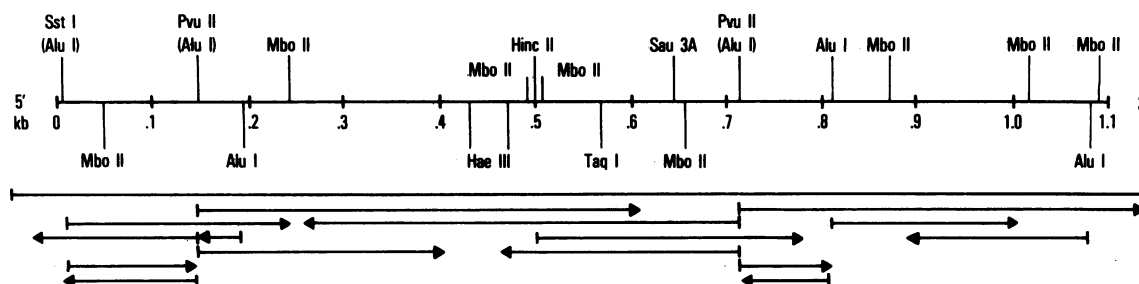 Sst I
(Alu I)
Pvu II
(Alu I)
Mbo II
Hinc II
Mbo II
Mbo II
Sau 3A
Pvu II
(Alu I)
Alu I
Mbo II
Mbo II
Mbo II
5'
kb
0
.1
.2
.3
.4
.5
.6
.7
.8
.9
1.0
1.1
Mbo II
Alu I
Hae III
Taq I
Mbo II
Alu I